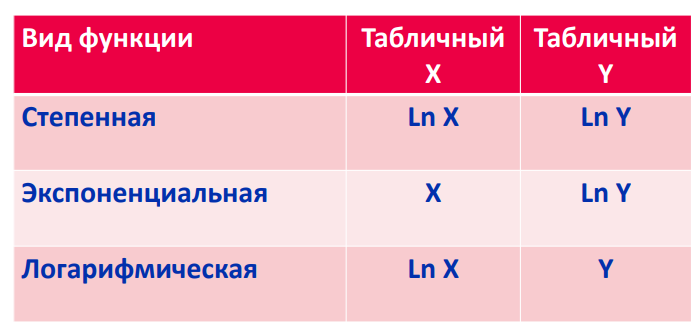 Вид функции Табличный Табличный
X Y
Степенная Ln X Ln Y
Экспоненциальная X Ln Y
Логарифмическая Ln X Y